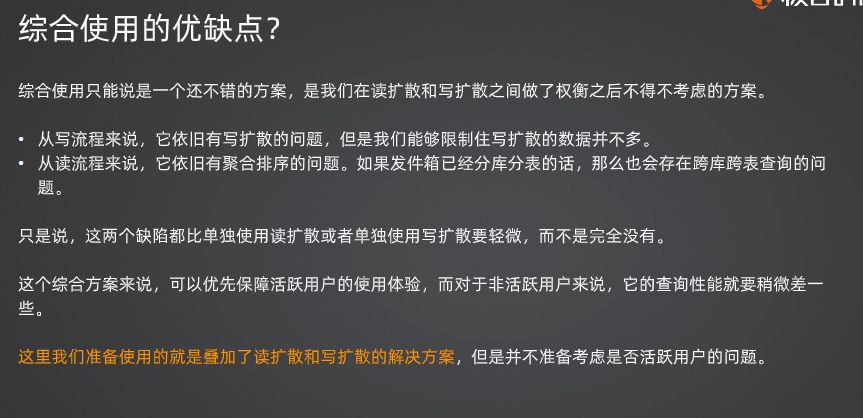 综合使用的优缺点？
综合使用只能说是一个还不错的方案，是我们在读扩散和写扩散之间做了权衡之后不得不考虑的方案。
• 从写流程来说，它依旧有写扩散的问题，但是我们能够限制住写扩散的数据并不多。
• 从读流程来说，它依旧有聚合排序的问题。如果发件箱已经分库分表的话，那么也会存在跨库跨表查询的问
题。
只是说，这两个缺陷都比单独使用读扩散或者单独使用写扩散要轻微，而不是完全没有。
这个综合方案来说，可以优先保障活跃用户的使用体验，而对于非活跃用户来说，它的查询性能就要稍微差一
些。
这里我们准备使用的就是叠加了读扩散和写扩散的解决方案，但是并不准备考虑是否活跃用户的问题。